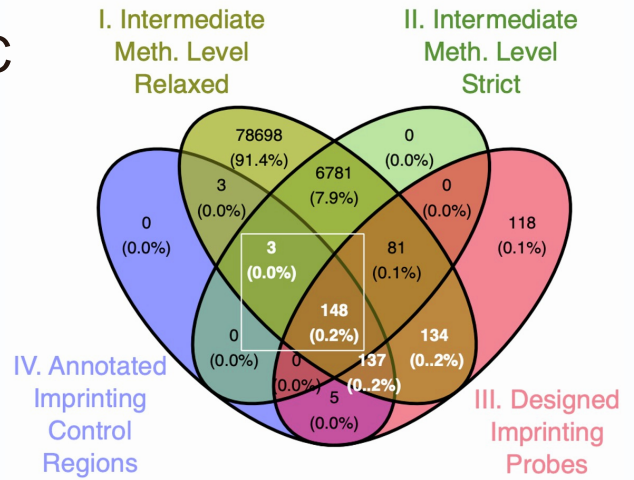 C
I. Intermediate
Meth. Level
Relaxed
II. Intermediate
Meth. Level
Strict
78698
(91.4%)
0
(0.0%)
6781
(7.9%)
3
(0.0%)
0
(0.0%)
0
(0.0%)
118
(0.1%)
3
(0.0%)
81
(0.1%)
148
(0.2%)
0
(0.0%)
0
(0.0%)
137
(0..2%)
134
(0..2%)
5
(0.0%)
IV. Annotated
Imprinting
Control
Regions
III. Designed
Imprinting
Probes